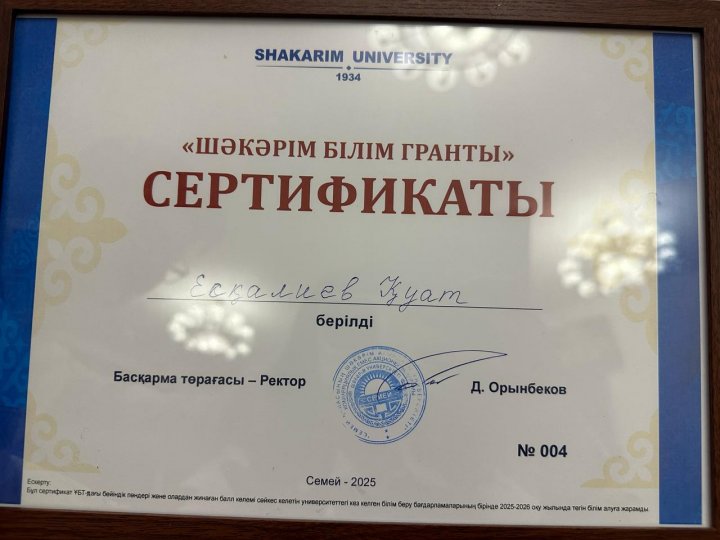 SHAKARIM UNIVERSITY
1934
«ШӘКӘРІМ БІЛІМ ГРАНТЫ»
СЕРТИФИКАТЫ
Есқалиев Қуат
берілді
Басқарма төрағасы – Ректор
Д. Орынбеков
СЕМЕЙ
№ 004
Семей - 2025
Ескерту:
Бұл сертификат ҰБТ-дағы бейіндік пәндері және олардан жинаған балл көлемі сәйкес келетін университеттегі кез келген білім беру бағдарламаларының бірінде 2025-2026 оқу жылында тегін білім алуға жарамды